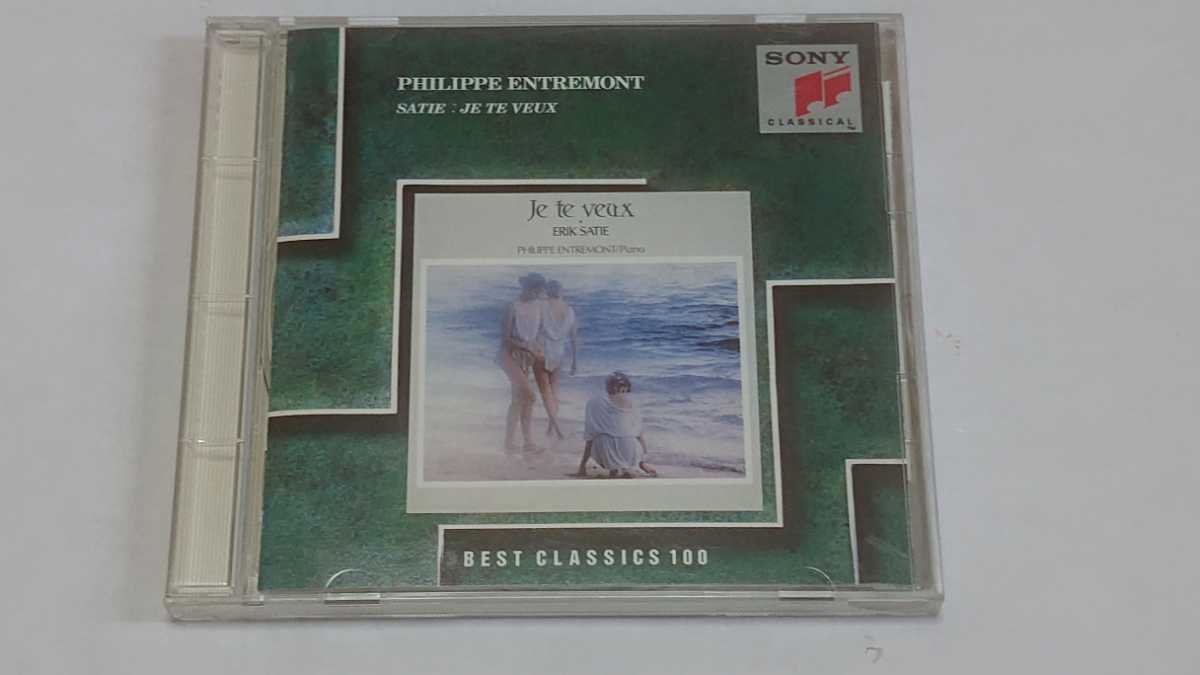 PHILIPPE ENTREMONT
SATIE : JE TE VEUX
SONY
CLASSICAL
TM
Je te veux
ERIK SATIE
PHILIPPE ENTREMONT/Piano
BEST CLASSICS 100